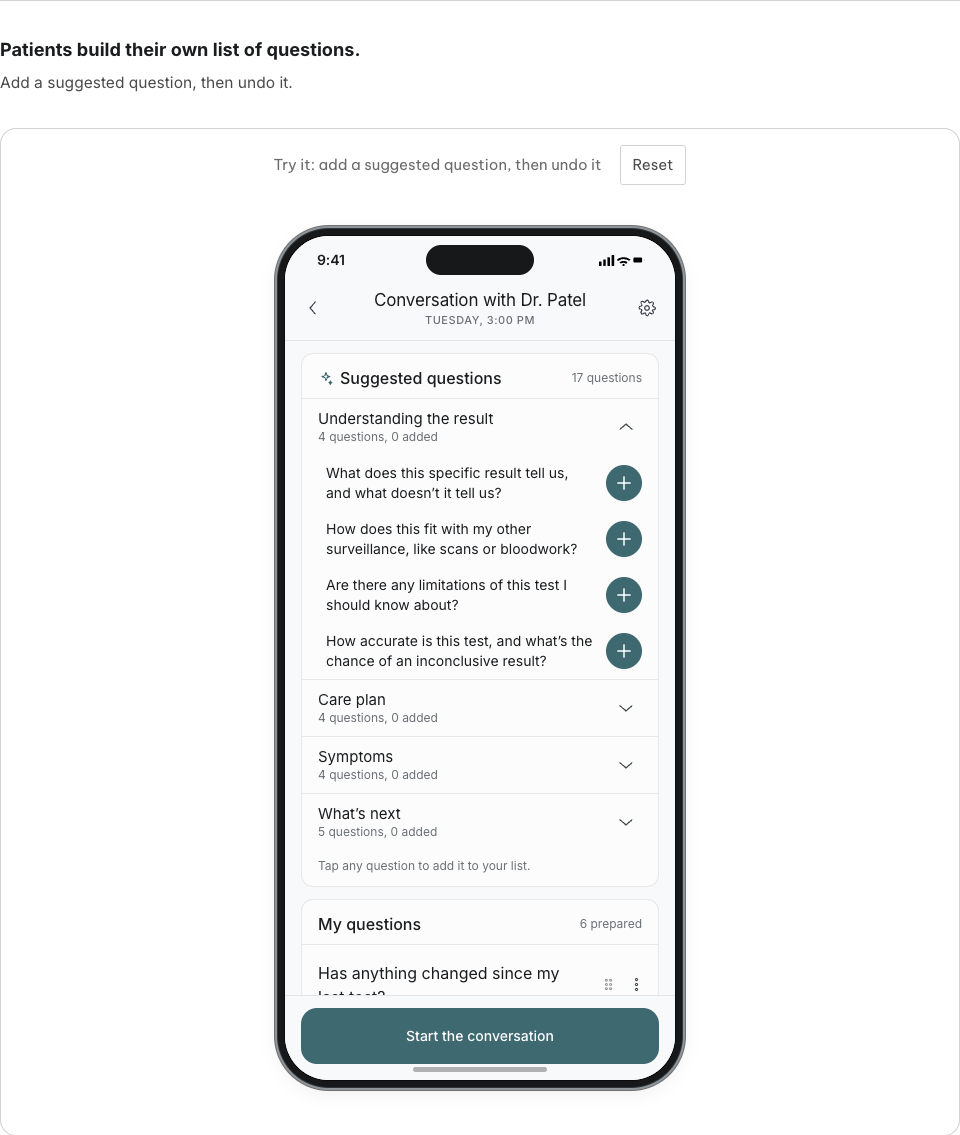 Patients build their own list of questions.
Add a suggested question, then undo it.
Try it: add a suggested question, then undo it
Reset
9:41
Conversation with Dr. Patel
TUESDAY, 3:00 PM
Suggested questions
17 questions
Understanding the result
4 questions, 0 added
What does this specific result tell us,
and what doesn’t it tell us?
How does this fit with my other
surveillance, like scans or bloodwork?
Are there any limitations of this test I
should know about?
How accurate is this test, and what’s the
chance of an inconclusive result?
Care plan
4 questions, 0 added
Symptoms
4 questions, 0 added
What’s next
5 questions, 0 added
Tap any question to add it to your list.
My questions
6 prepared
Has anything changed since my
last test?
Start the conversation